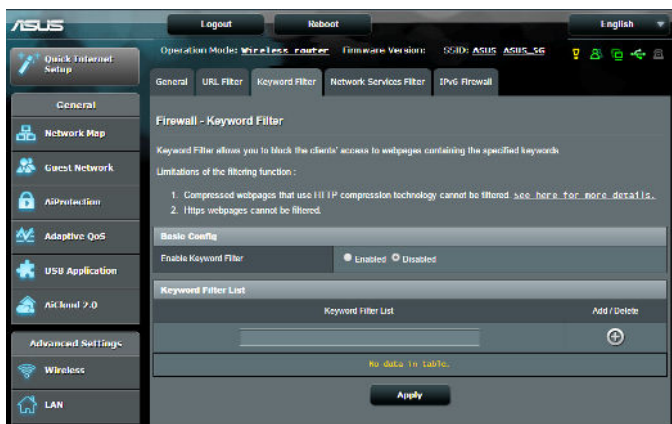 ASUS
Logout
Reboot
English
Quick Internet Setup
Operation Mode: Wireless router Firmware Version: SSID: ASUS ASUS_5G
General
URL Filter
Keyword Filter
Network Services Filter
IPv6 Firewall
General
Network Map
Guest Network
AiProtection
Adaptive QoS
USB Application
AiCloud 2.0
Advanced Settings
Wireless
LAN
Firewall - Keyword Filter
Keyword Filter allows you to block the clients' access to webpages containing the specified keywords
Limitations of the filtering function :
1. Compressed webpages that use HTTP compression technology cannot be filtered. see here for more details.
2. Https webpages cannot be filtered.
Basic Config
Enable Keyword Filter
Enabled Disabled
Keyword Filter List
Keyword Filter List
Add / Delete
No data in table.
Apply